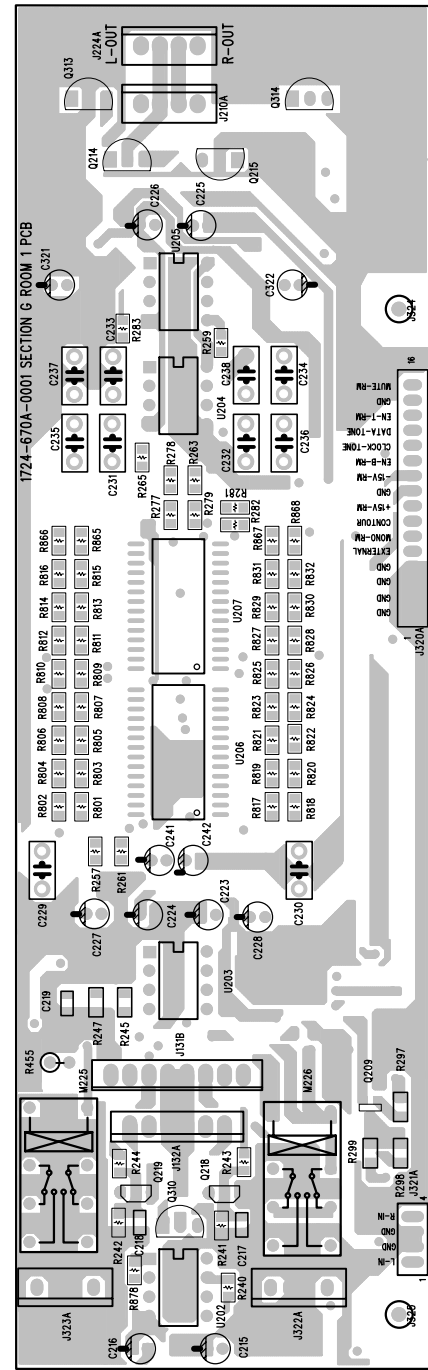 J224A
L-OUT
R-OUT
Q313
J210A
Q314
Q214
Q215
C226
C225
1724-670A-0001 SECTION G ROOM 1 PCB
C321
U205
C322
J324
C233
R283
C237
R259
C238
C234
U204
C235
C231
R265
R278
R263
C232
C236
R277
R279
R281
R282
16
MUTE-RM
GND
EN-T-RM
DATA-TONE
CLOCK-TONE
EN-B-RM
-15V-RM
GND
+15V-RM
CONTOUR
MONO-RM
EXTERNAL
GND
GND
GND
GND
1
J320A
R866
R865
R816
R815
R814
R813
R812
R811
R810
R809
R808
R807
R806
R805
R804
R803
R802
R801
U207
U206
R867
R868
R831
R832
R829
R830
R827
R828
R825
R826
R823
R824
R821
R822
R819
R820
R817
R818
C229
R257
R261
C241
C242
C230
C227
C224
C223
C228
C219
R247
R245
U203
R455
M225
J131B
M226
Q209
R297
R299
R298
J321A
R244
Q219
J132A
Q310
Q218
R243
R242
C218
R241
C217
4
R-IN
GND
GND
L-IN
1
R878
U202
R240
J323A
J322A
C216
C215
J325